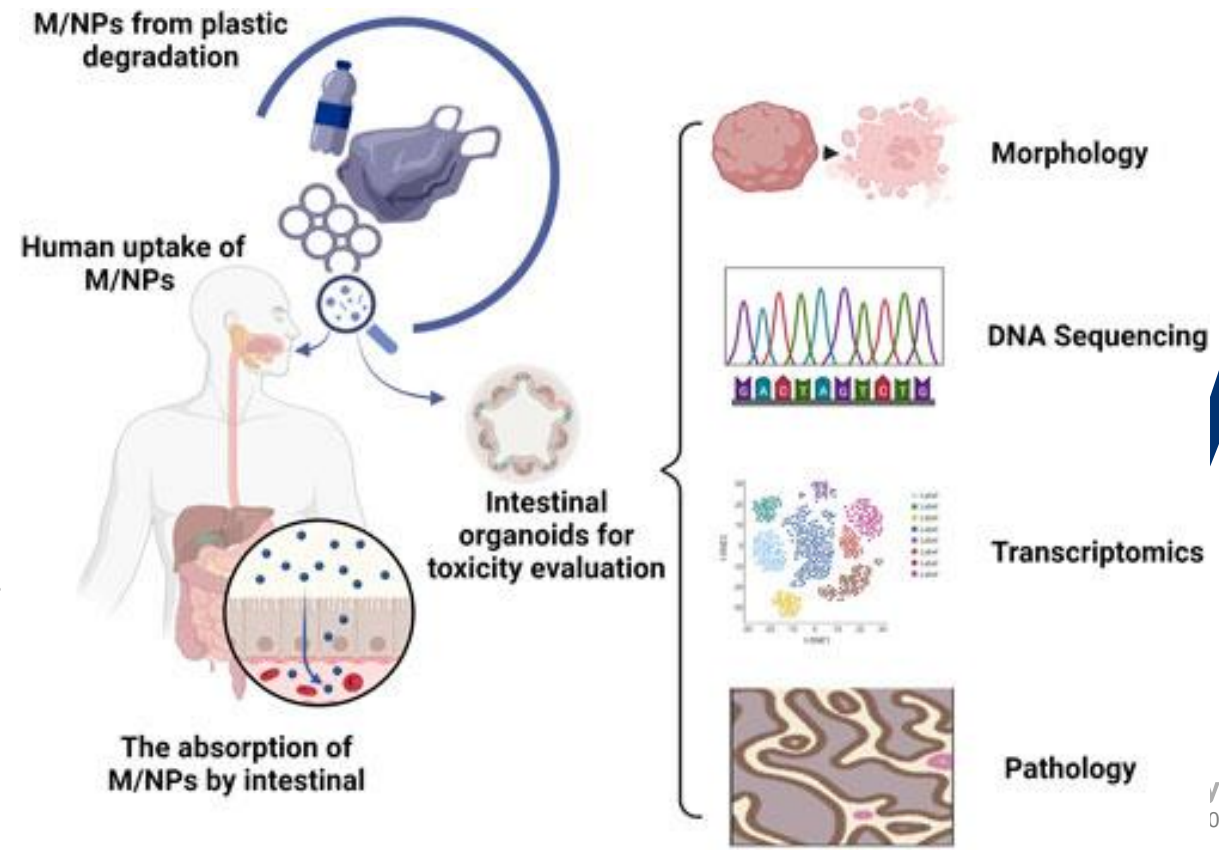 M/NPs from plastic
degradation
Human uptake of
M/NPs
The absorption of
M/NPs by intestinal
Intestinal
organoids for
toxicity evaluation
Morphology
DNA Sequencing
G A C T A G T C T G
Transcriptomics
Pathology